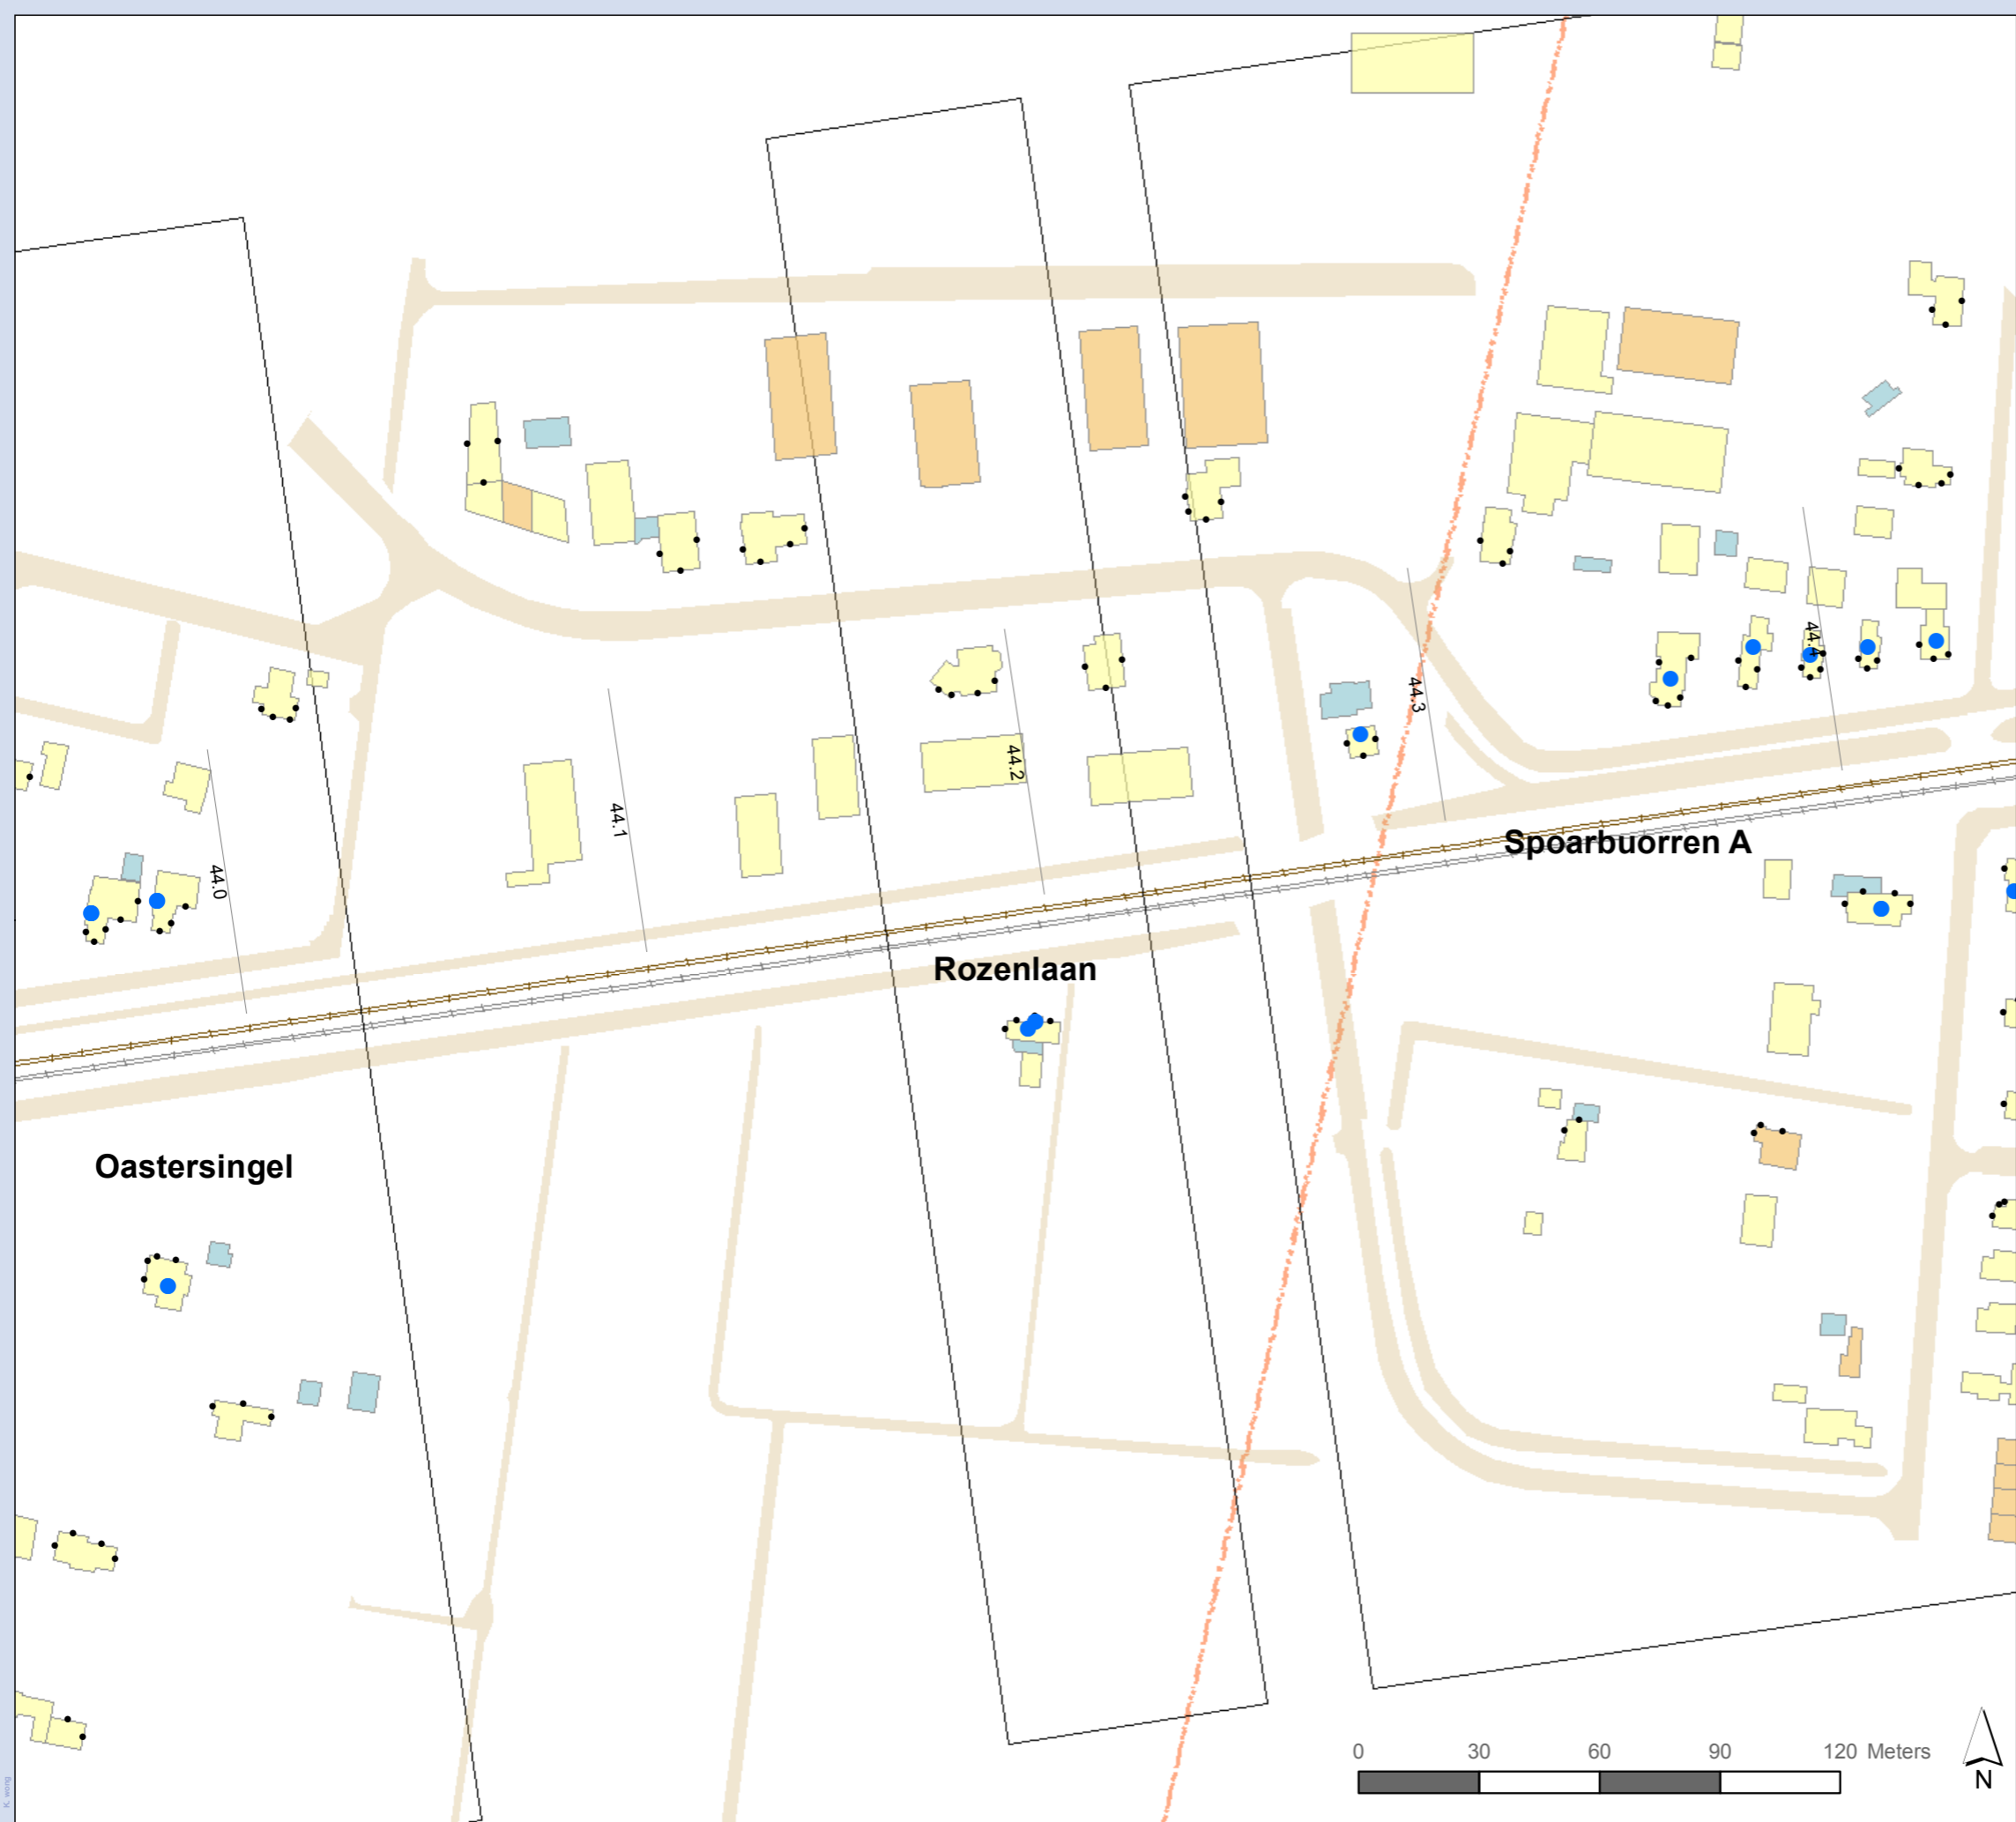 44.4
44.3
44.2
44.1
Spoarbuorren A
44.0
Rozenlaan
Oastersingel
0 30 60 90 120 Meters
N
K. wong